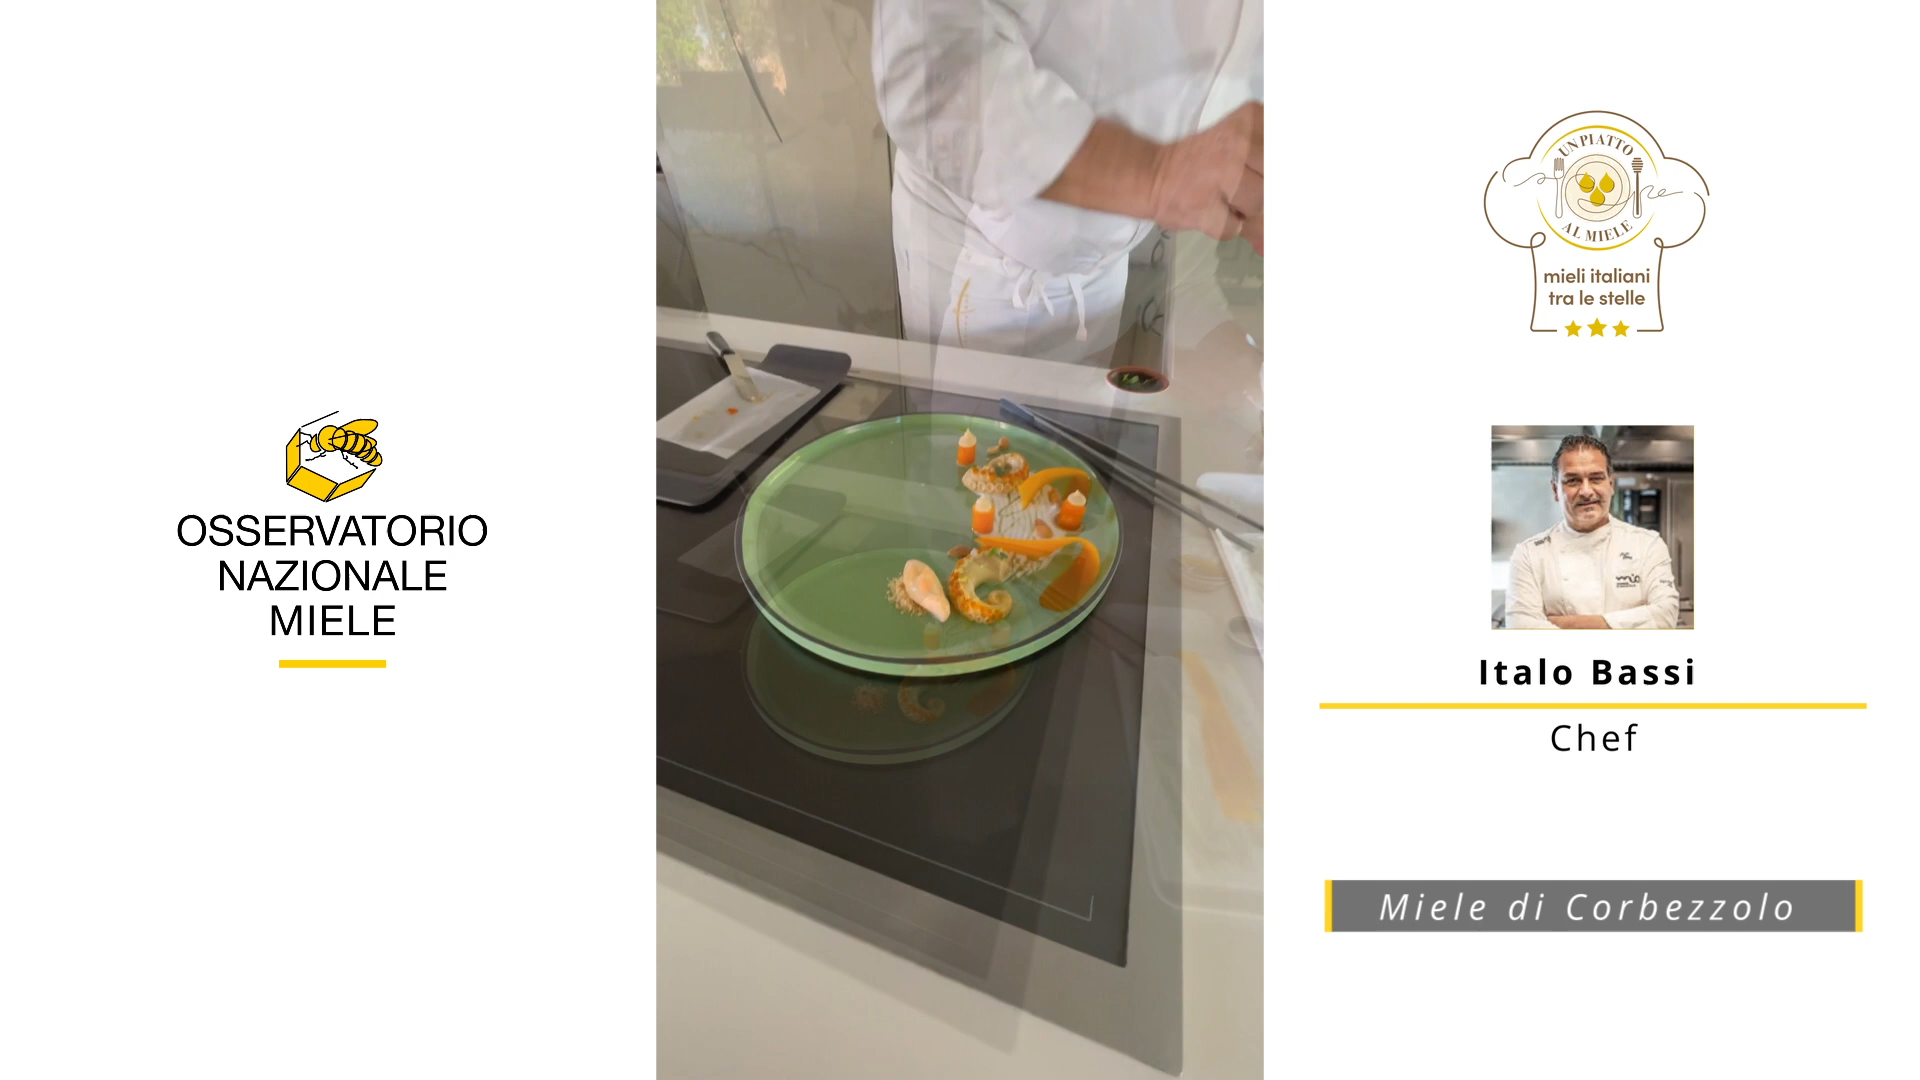 OSSERVATORIO
NAZIONALE
MIELE
UN PIATTO
AL MIELE
mieli italiani
tra le stelle
Italo Bassi
Chef
Miele di Corbezzolo